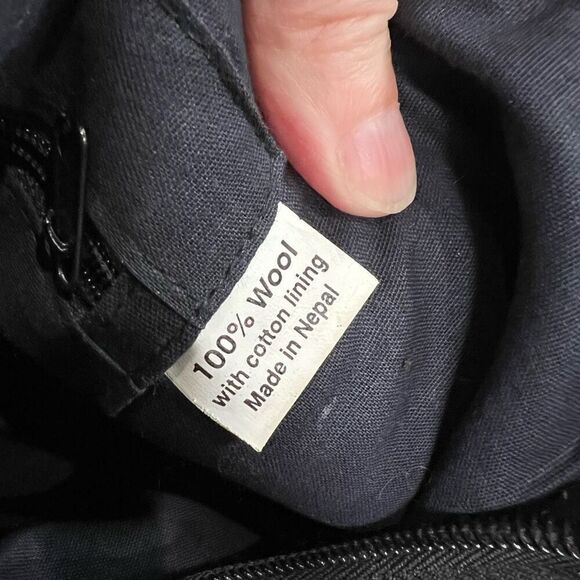 100% Wool
with cotton lining
Made in Nepal